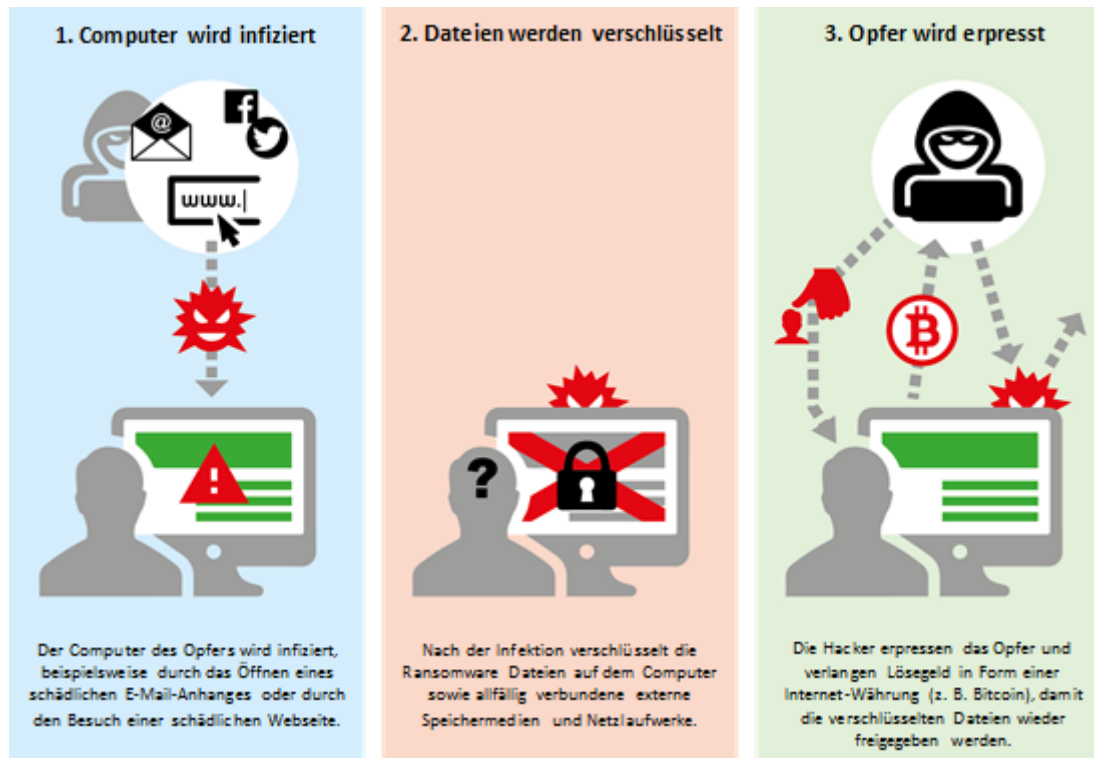 1. Computer wird infiziert
@
f
www.|
!
Der Computer des Opfers wird infiziert,
beispielsweise durch das Öffnen eines
schädlichen E-Mail-Anhanges oder durch
den Besuch einer schädlichen Webseite.
2. Dateien werden verschlüsselt
?
Nach der Infektion verschlüsselt die
Ransomware Dateien auf dem Computer
sowie allfällig verbundene externe
Speichermedien und Netzlaufwerke.
3. Opfer wird erpresst
₿
Die Hacker erpressen das Opfer und
verlangen Lösegeld in Form einer
Internet-Währung (z. B. Bitcoin), damit
die verschlüsselten Dateien wieder
freigegeben werden.